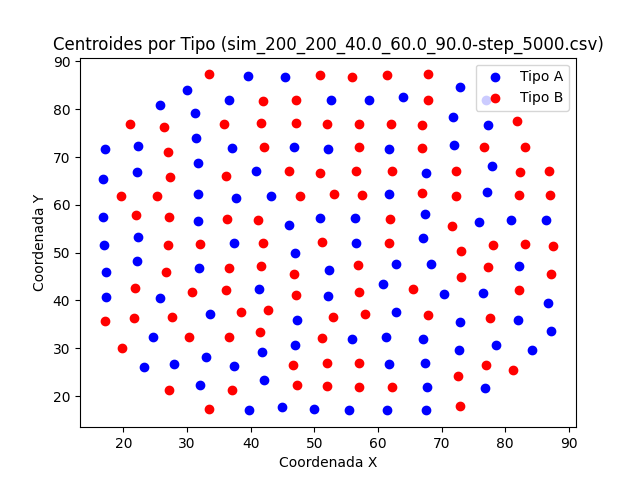 Centroides por Tipo (sim_200_200_40.0_60.0_90.0-step_5000.csv)
90
80
70
60
50
40
30
20
Coordenada Y
Tipo A
Tipo B
20 30 40 50 60 70 80 90
Coordenada X